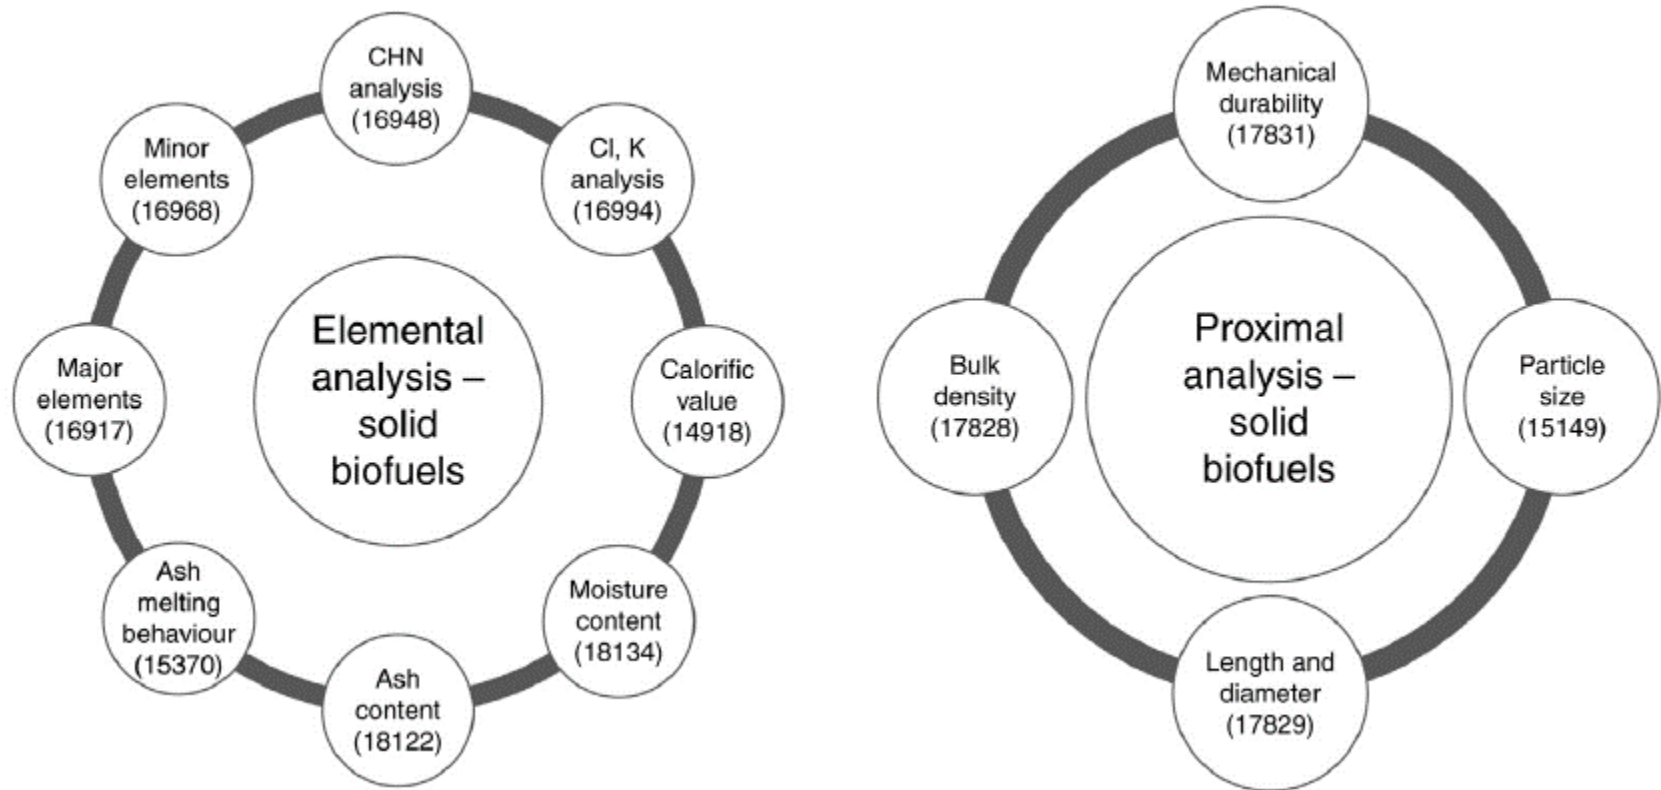 CHN
analysis
(16948)
Cl, K
analysis
(16994)
Calorific
value
(14918)
Moisture
content
(18134)
Ash
content
(18122)
Ash
melting
behaviour
(15370)
Major
elements
(16917)
Minor
elements
(16968)
Elemental
analysis –
solid
biofuels
Mechanical
durability
(17831)
Particle
size
(15149)
Length and
diameter
(17829)
Bulk
density
(17828)
Proximal
analysis –
solid
biofuels